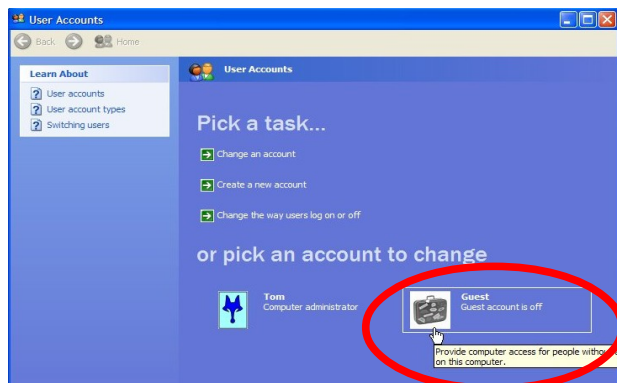 User Accounts
Back Home
Learn About
User accounts
User account types
Switching users
User Accounts
Pick a task...
Change an account
Create a new account
Change the way users log on or off
or pick an account to change
Tom
Computer administrator
Guest
Guest account is off
Provide computer access for people
on this computer.